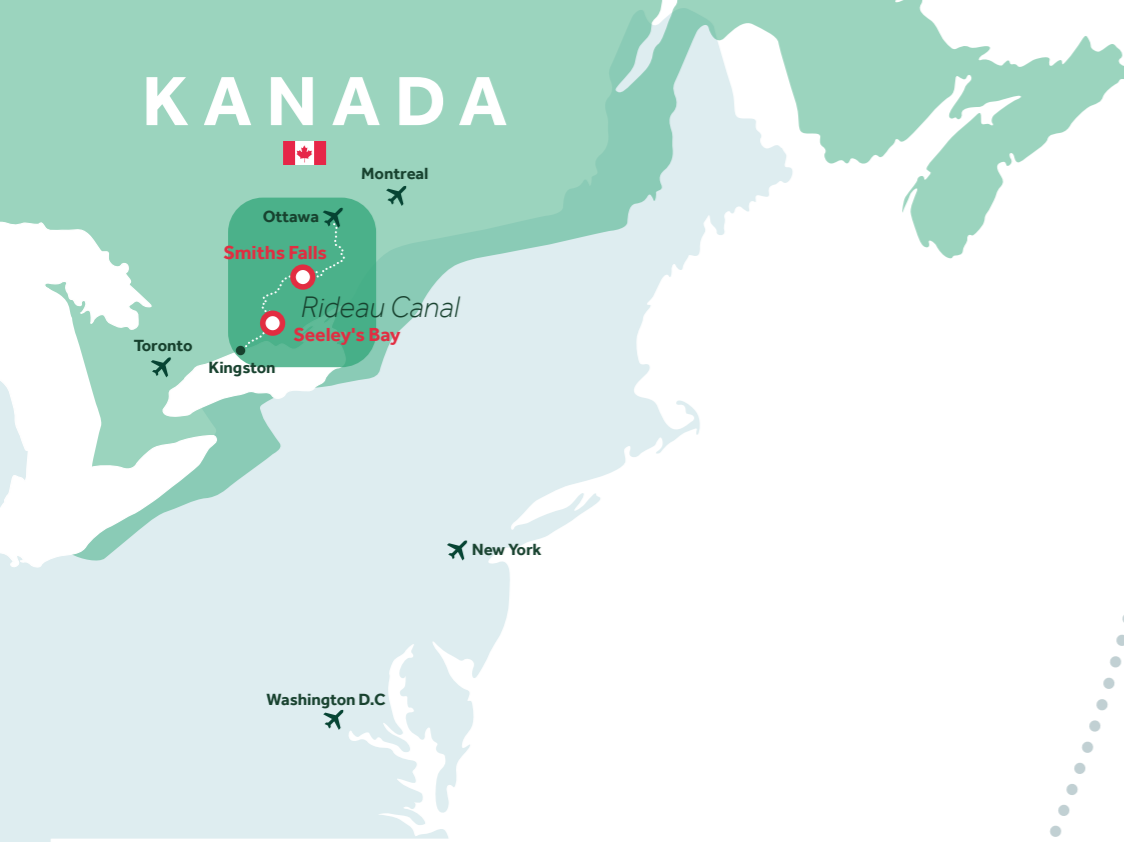 KANADA
Montreal
Ottawa
Smiths Falls
Rideau Canal
Seeley's Bay
Toronto
Kingston
New York
Washington D.C